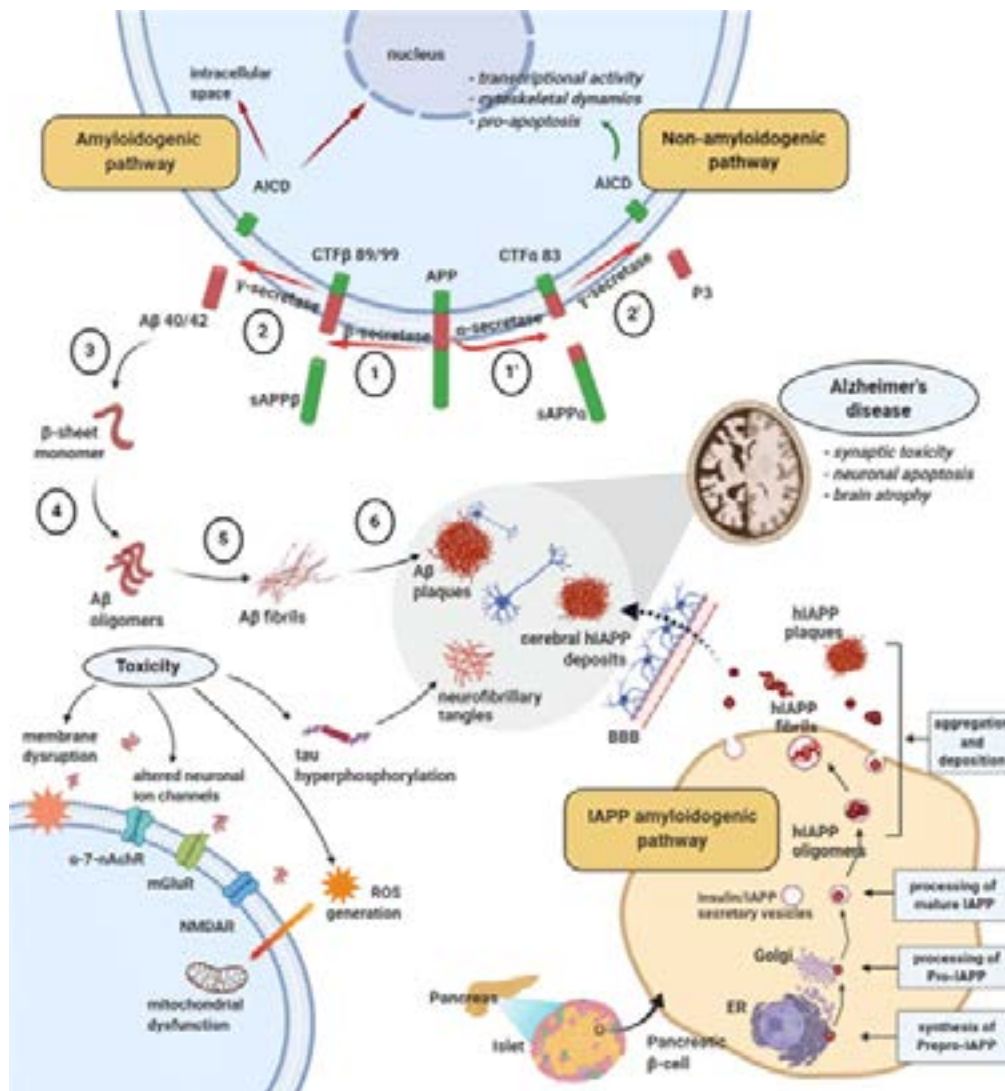 nucleus
intracellular
space
- transcriptional activity
- cytoskeletal dynamics
- pro-apoptosis
Amyloidogenic
pathway
Non-amyloidogenic
pathway
AICD
AICD
CTFβ 89/99
APP
CTFα 83
γ-secretase
β-secretase
α-secretase
γ-secretase
P3
Aβ 40/42
2
1
1'
2'
3
sAPPβ
sAPPα
β-sheet
monomer
Alzheimer's
disease
- synaptic toxicity
- neuronal apoptosis
- brain atrophy
4
5
6
Aβ
oligomers
Aβ fibrils
Aβ
plaques
cerebral hIAPP
deposits
neurofibrillary
tangles
hIAPP
plaques
BBB
hIAPP
fibrils
aggregation
and
deposition
Toxicity
membrane
dysruption
altered neuronal
ion channels
tau
hyperphosphorylation
IAPP amyloidogenic
pathway
hIAPP
oligomers
α-7-nAchR
mGluR
NMDAR
ROS
generation
mitochondrial
dysfunction
Insulin/IAPP
secretory vesicles
processing of
mature IAPP
Golgi
processing of
Pro-IAPP
ER
synthesis of
Prepro-IAPP
Pancreas
Islet
Pancreatic
β-cell